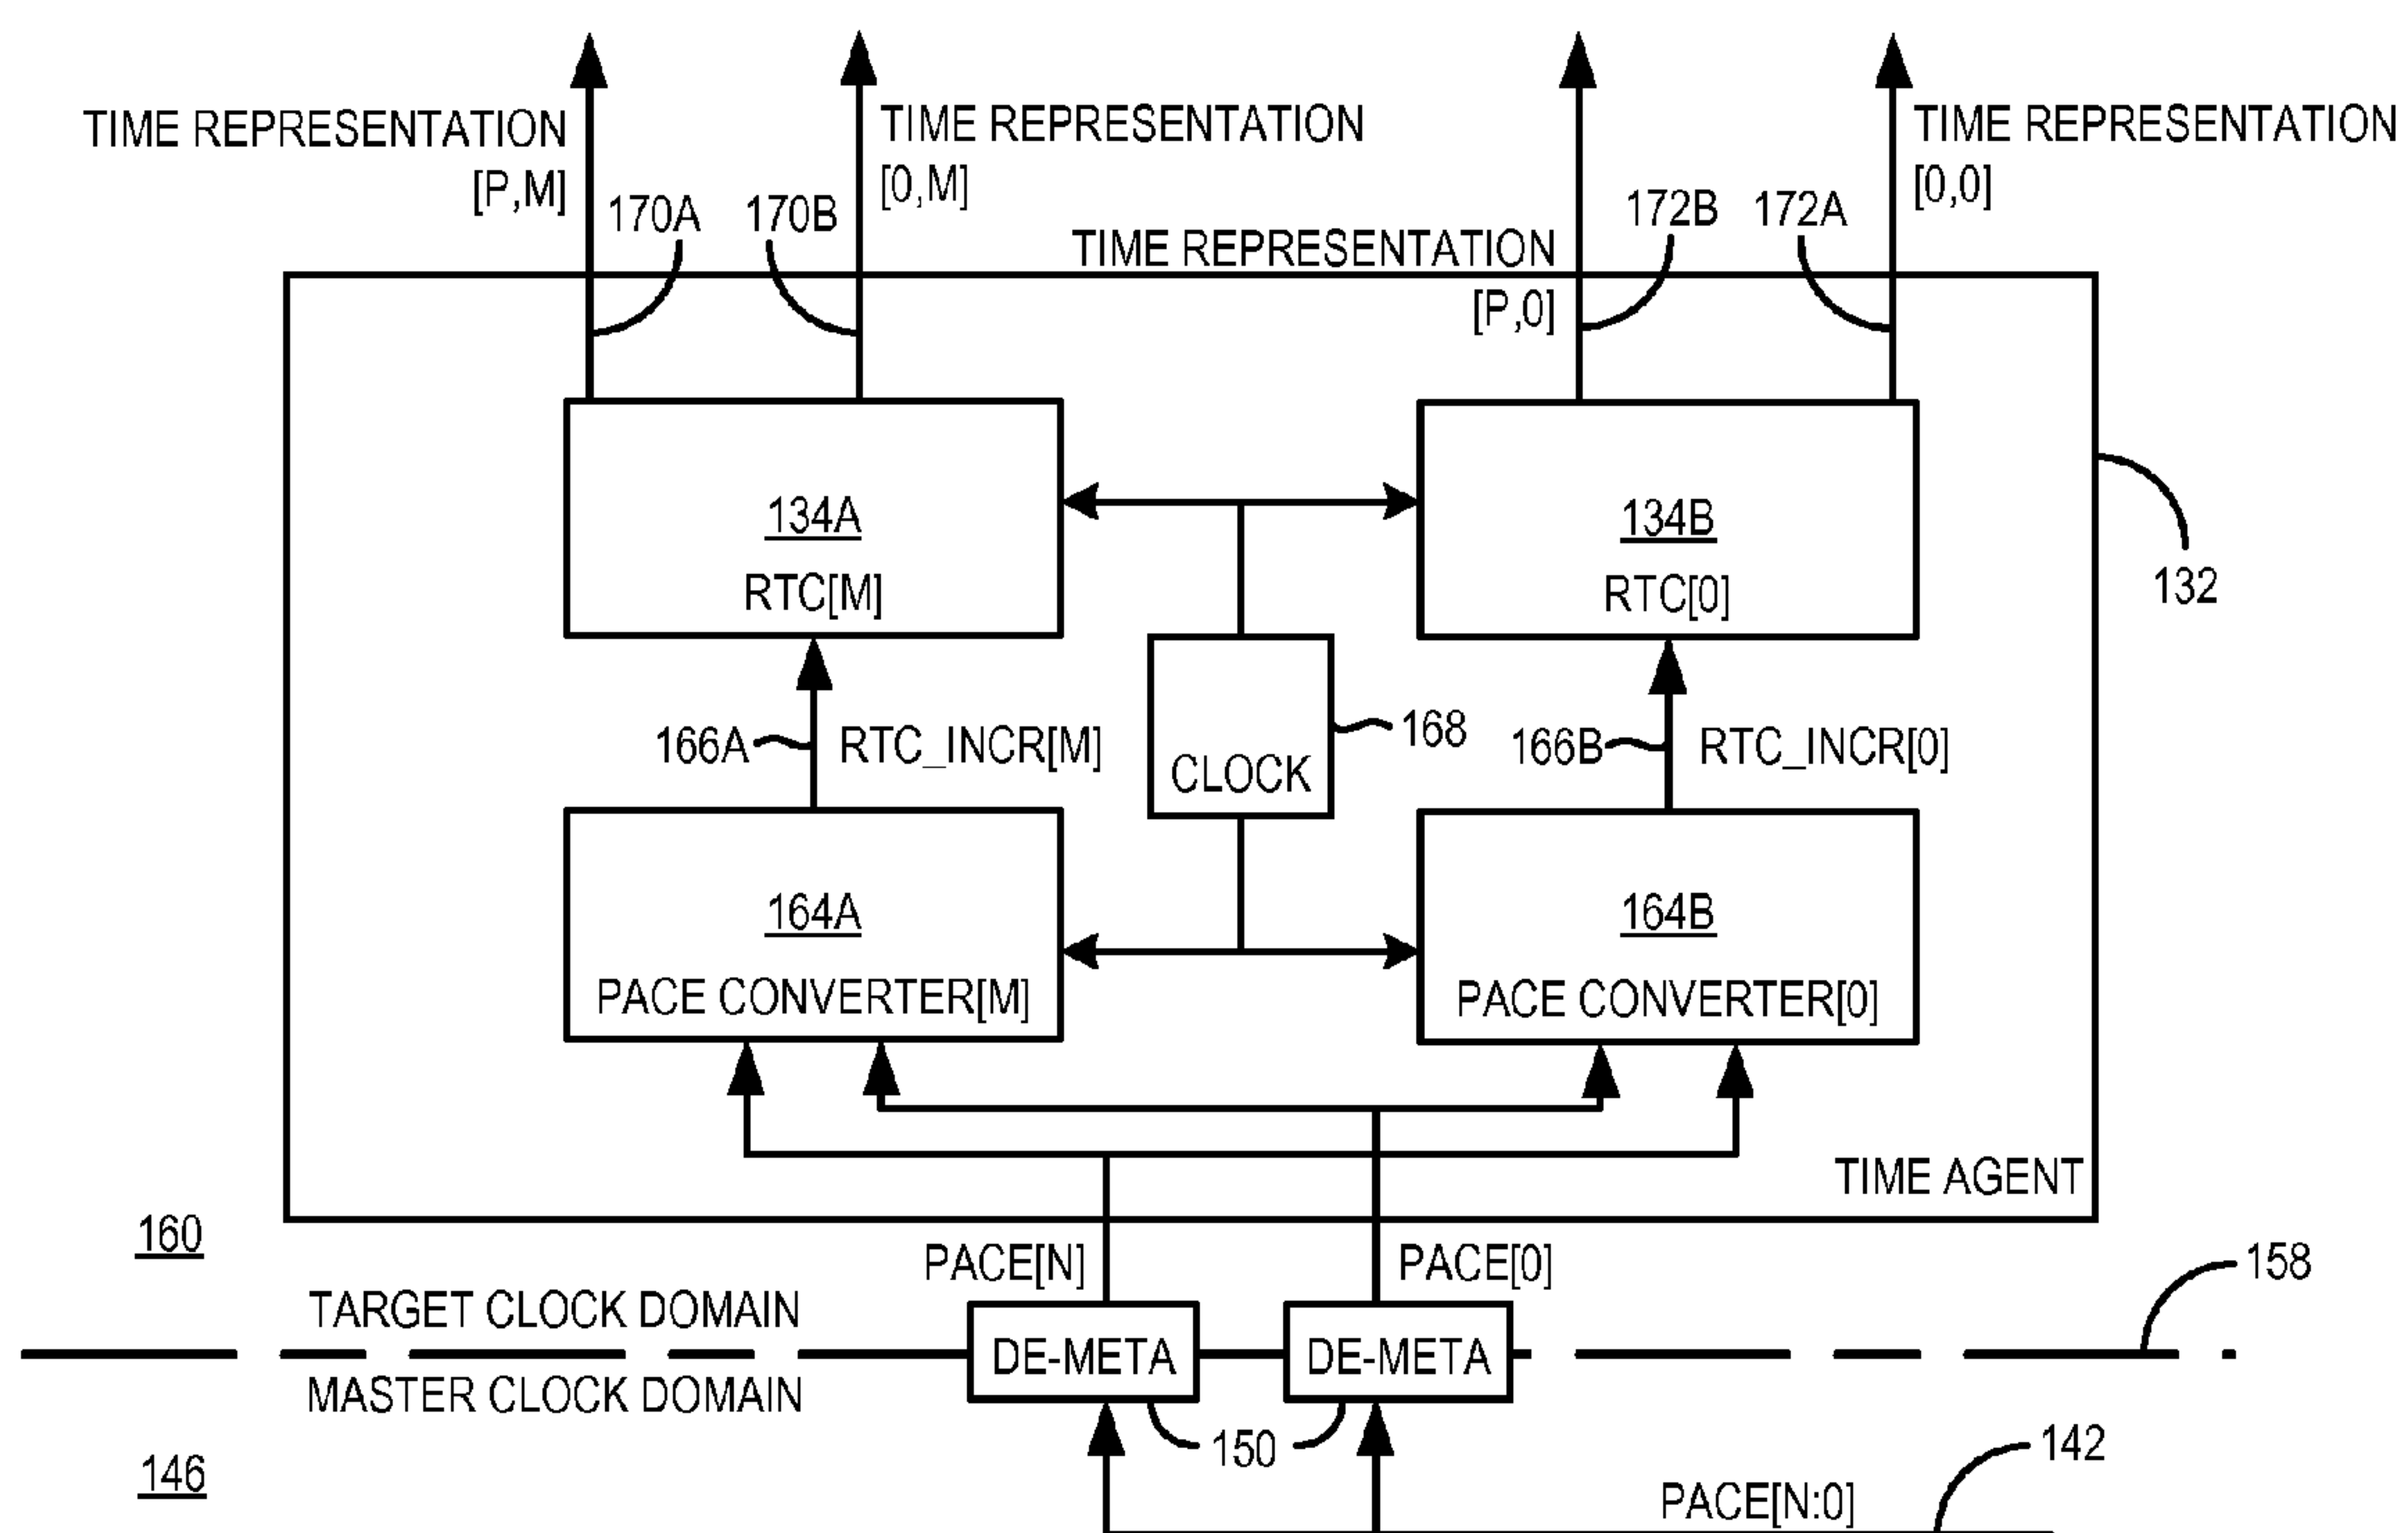 TIME REPRESENTATION
[P,M]
170A
170B
TIME REPRESENTATION
[0,M]
TIME REPRESENTATION
[P,0]
172B
172A
TIME REPRESENTATION
[0,0]
134A
RTC[M]
134B
RTC[0]
132
166A
RTC_INCR[M]
CLOCK
168
166B
RTC_INCR[0]
164A
PACE CONVERTER[M]
164B
PACE CONVERTER[0]
TIME AGENT
160
PACE[N]
PACE[0]
158
TARGET CLOCK DOMAIN
DE-META
DE-META
MASTER CLOCK DOMAIN
146
150
142
PACE[N:0]